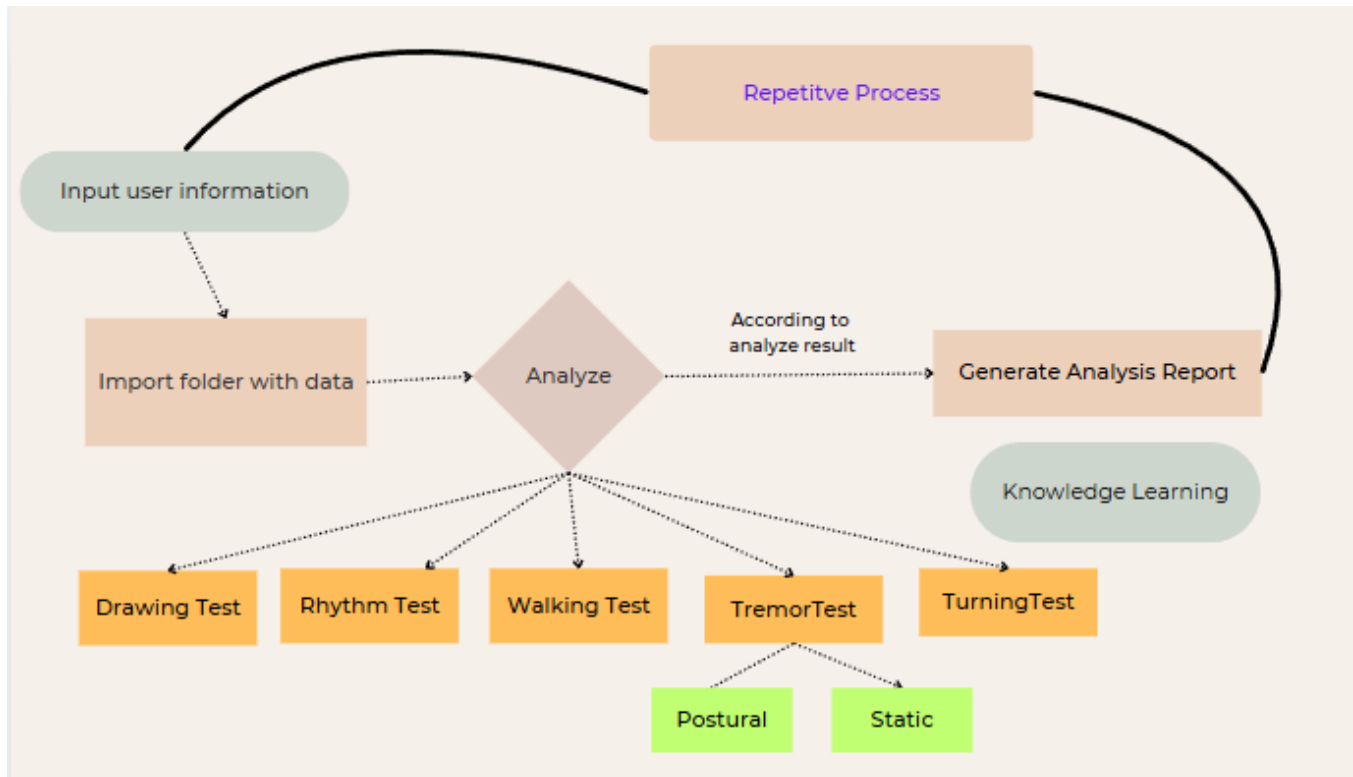 Repetitve Process
Input user information
Import folder with data
Analyze
According to
analyze result
Generate Analysis Report
Knowledge Learning
Drawing Test
Rhythm Test
Walking Test
TremorTest
TurningTest
Postural
Static